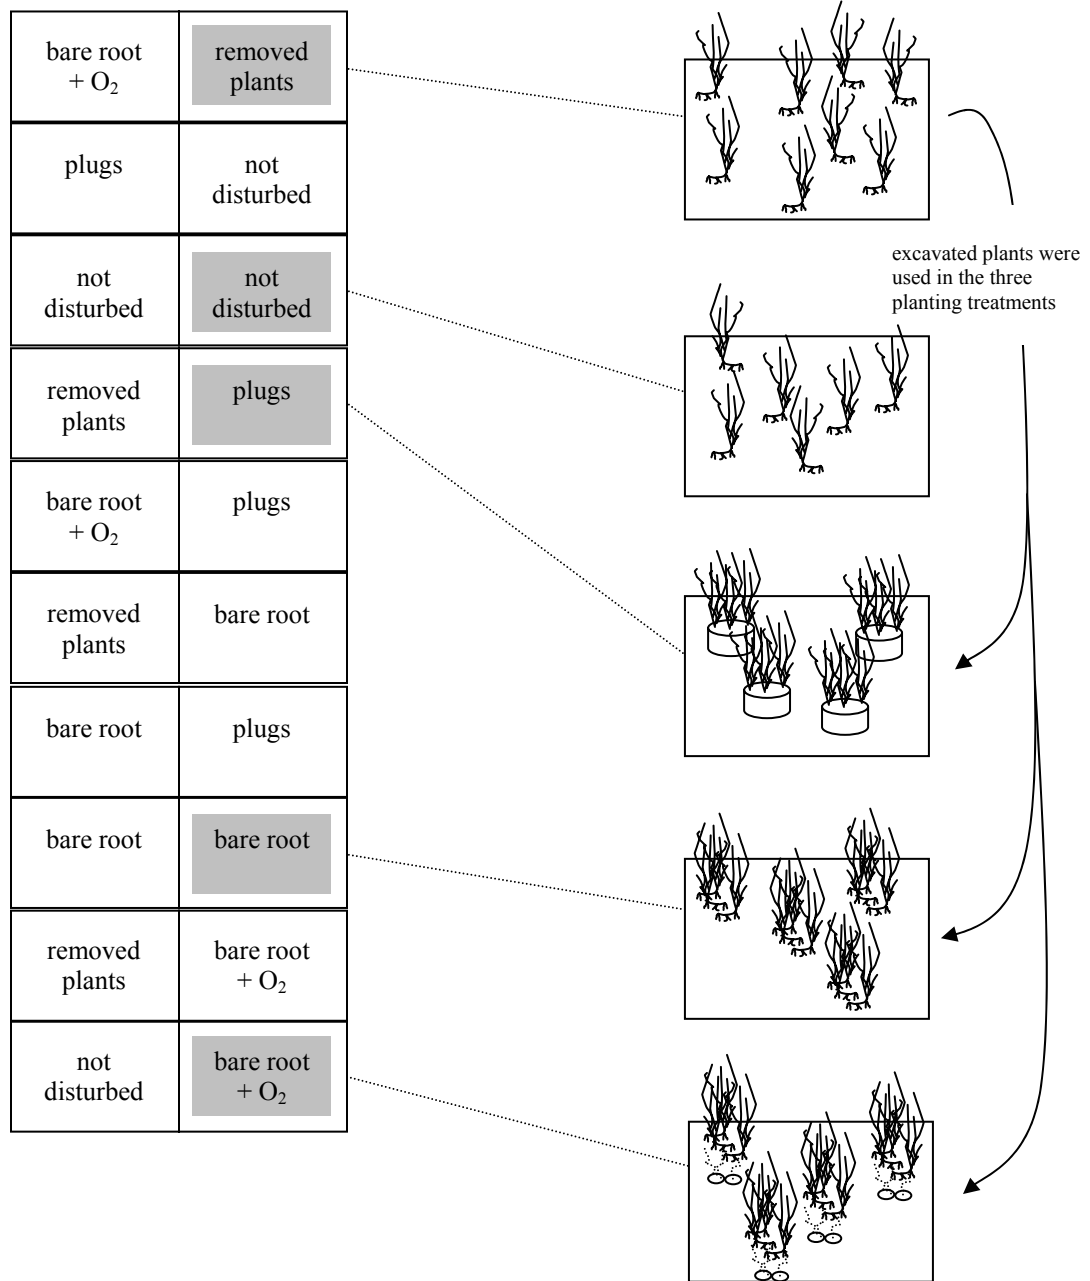 bare root
+ O₂
removed
plants
plugs
not
disturbed
not
disturbed
not
disturbed
removed
plants
plugs
bare root
+ O₂
plugs
removed
plants
bare root
bare root
plugs
bare root
bare root
removed
plants
bare root
+ O₂
not
disturbed
bare root
+ O₂
excavated plants were
used in the three
planting treatments